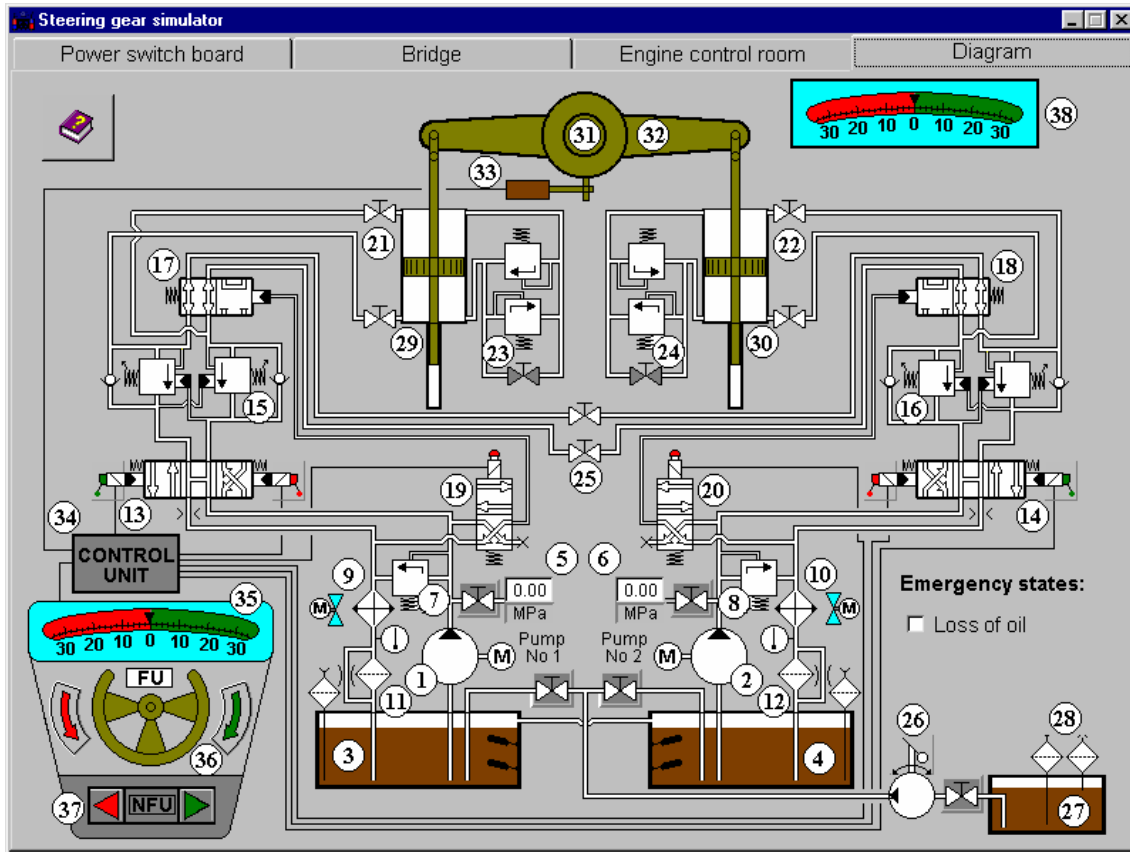 Steering gear simulator
Power switch board
Bridge
Engine control room
Diagram
?
30 20 10 0 10 20 30
38
31
32
33
21
22
17
18
29
23
24
30
15
16
25
19
20
13
14
34
CONTROL
UNIT
9
5
6
10
M
7
0.00
MPa
0.00
MPa
8
M
Emergency states:
Loss of oil
35
30 20 10 0 10 20 30
Pump
No 1
Pump
No 2
1
M
M
2
FU
11
12
36
3
4
26
28
37
NFU
27